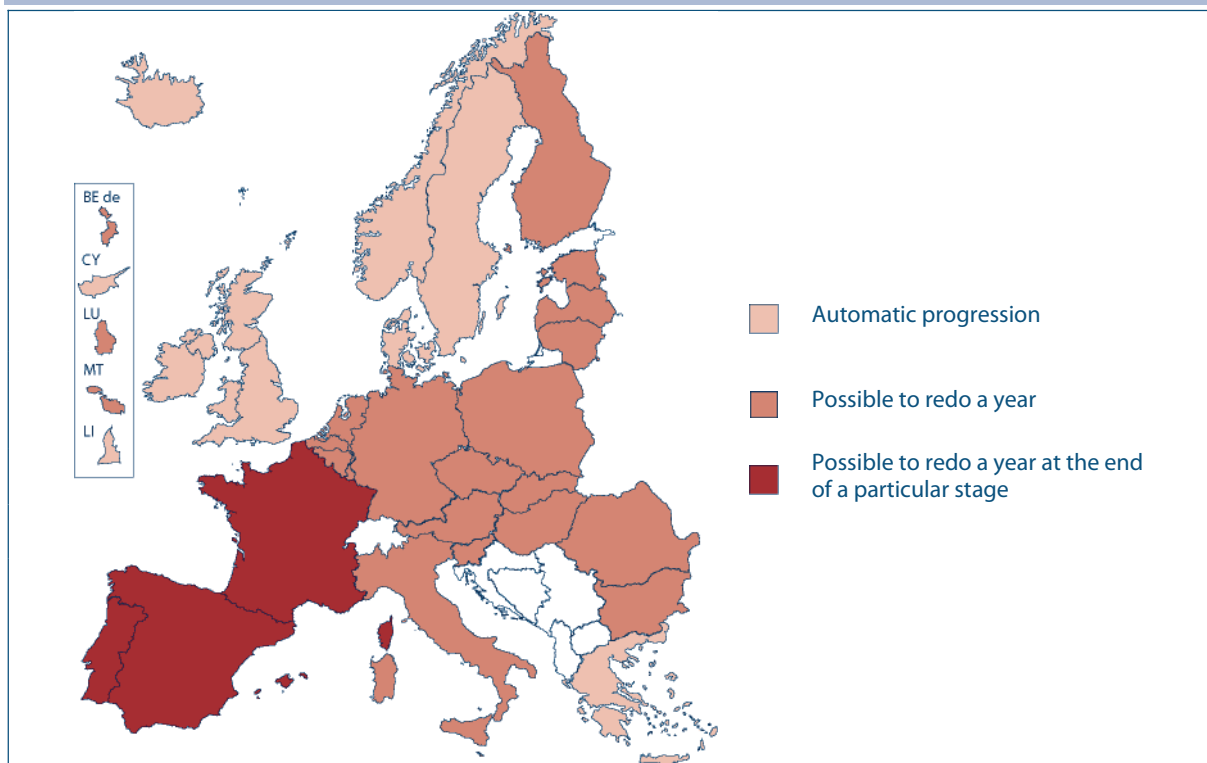 BE de
CY
LU
MT
LI
Automatic progression
Possible to redo a year
Possible to redo a year at the end
of a particular stage